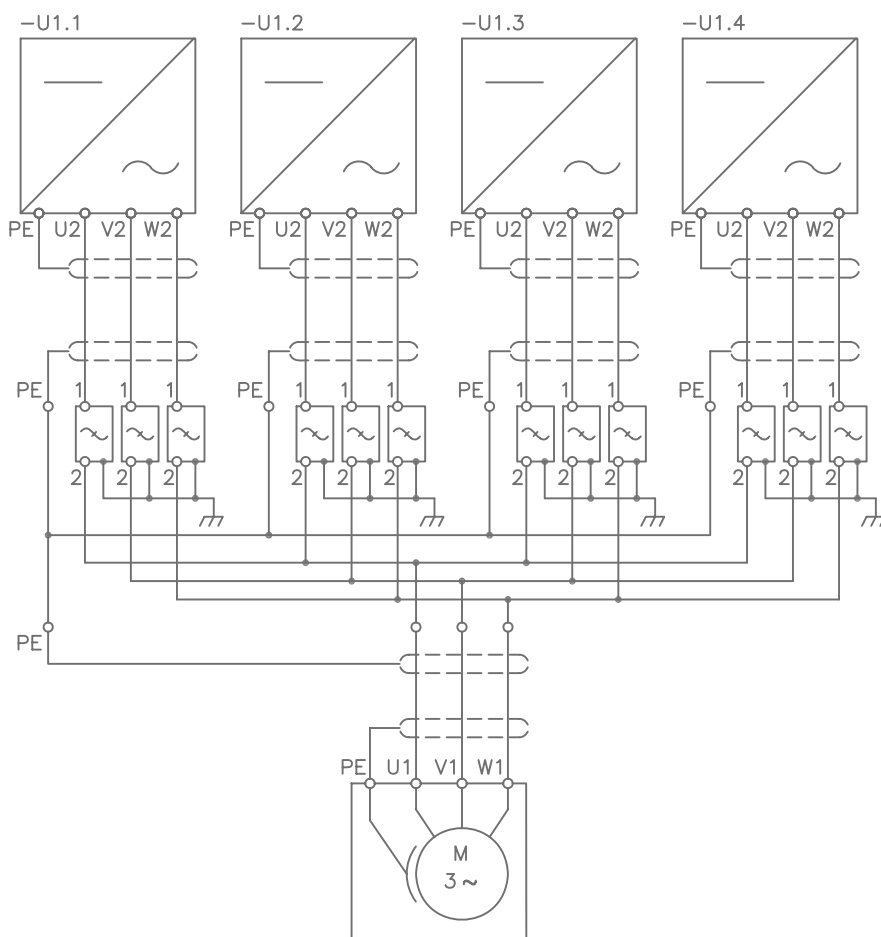 -U1.1 -U1.2 -U1.3 -U1.4
PE U2 V2 W2 PE U2 V2 W2 PE U2 V2 W2 PE U2 V2 W2
PE 1 1 1 PE 1 1 1 PE 1 1 1 PE 1 1 1
2 2 2 2 2 2 2 2 2 2 2 2
PE
PE U1 V1 W1
M
3 ~